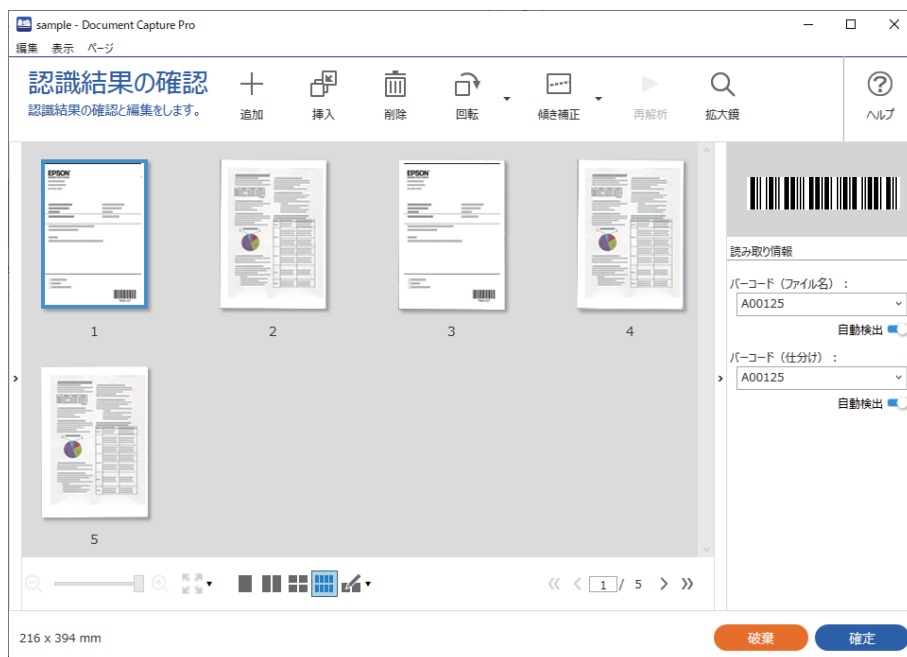 sample - Document Capture Pro
編集 表示 ページ
認識結果の確認
認識結果の確認と編集をします。
追加 挿入 削除 回転 傾き補正 再解析 拡大鏡 ヘルプ
EPSON EPSON
1 2 3 4
5
読み取り情報
バーコード（ファイル名）：
A00125
自動検出
バーコード（仕分け）：
A00125
自動検出
1 / 5
216 x 394 mm
破棄 確定